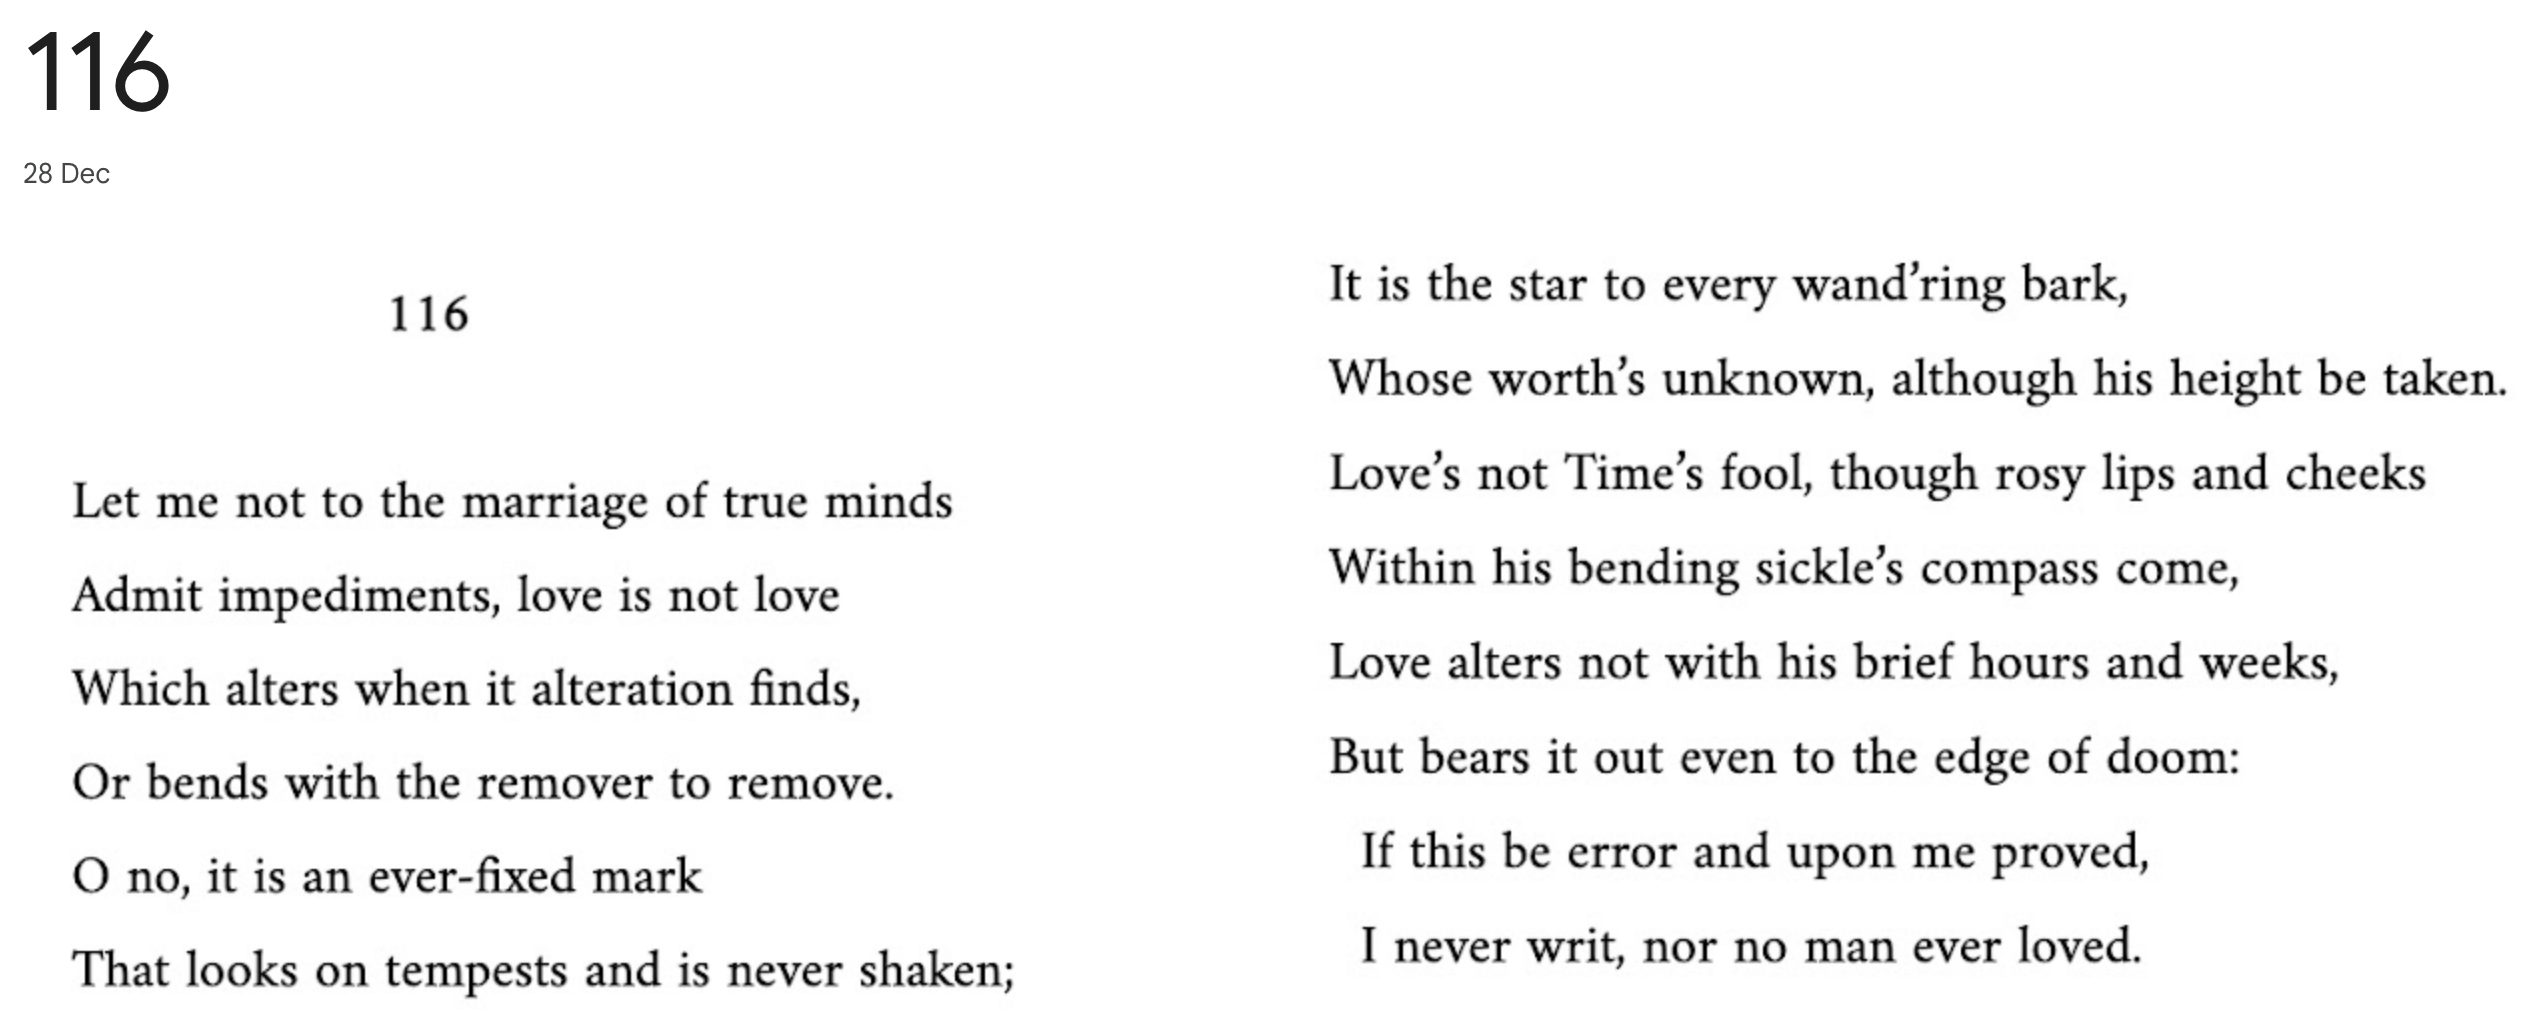 116
28 Dec
116
Let me not to the marriage of true minds
Admit impediments, love is not love
Which alters when it alteration finds,
Or bends with the remover to remove.
O no, it is an ever-fixed mark
That looks on tempests and is never shaken;
It is the star to every wand’ring bark,
Whose worth’s unknown, although his height be taken.
Love’s not Time’s fool, though rosy lips and cheeks
Within his bending sickle’s compass come,
Love alters not with his brief hours and weeks,
But bears it out even to the edge of doom:
If this be error and upon me proved,
I never writ, nor no man ever loved.